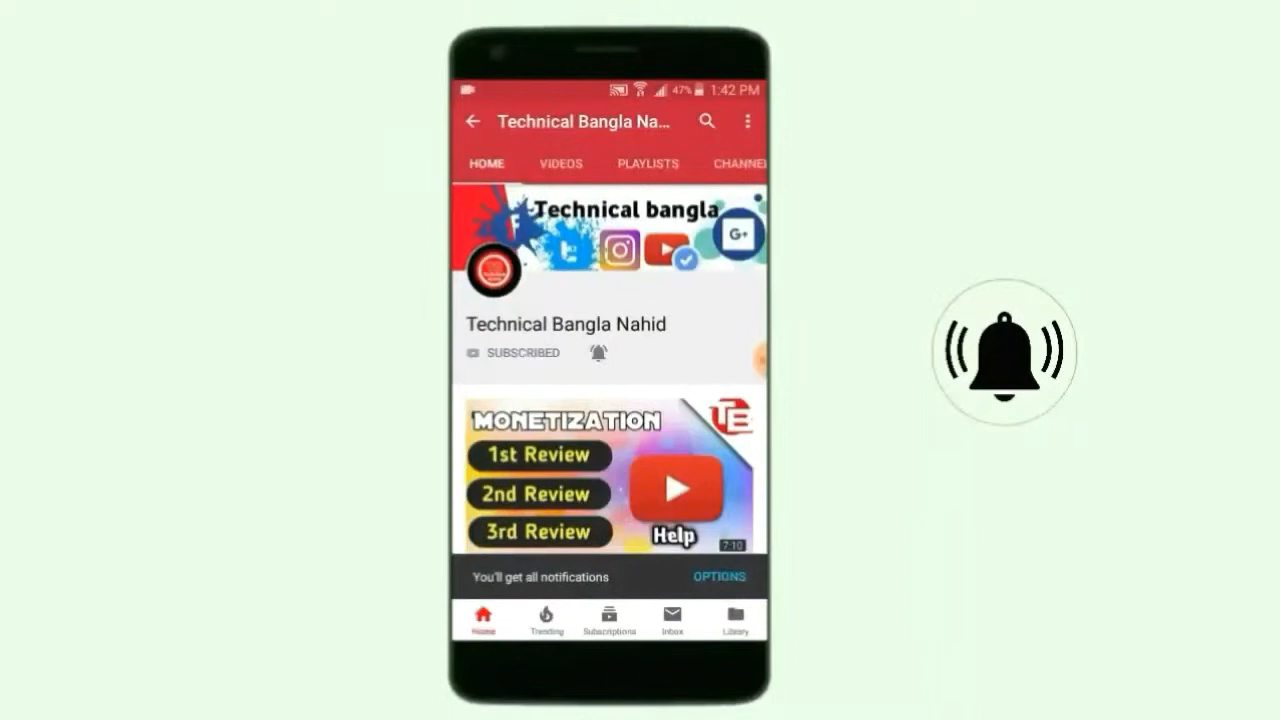 47% 1:42 PM
Technical Bangla Na...
HOME VIDEOS PLAYLISTS CHANNEL
Technical bangla
G+
Technical Bangla Nahid
SUBSCRIBED
MONETIZATION
TB
1st Review
2nd Review
3rd Review
Help
7:10
You'll get all notifications OPTIONS
Home Trending Subscriptions Inbox Library